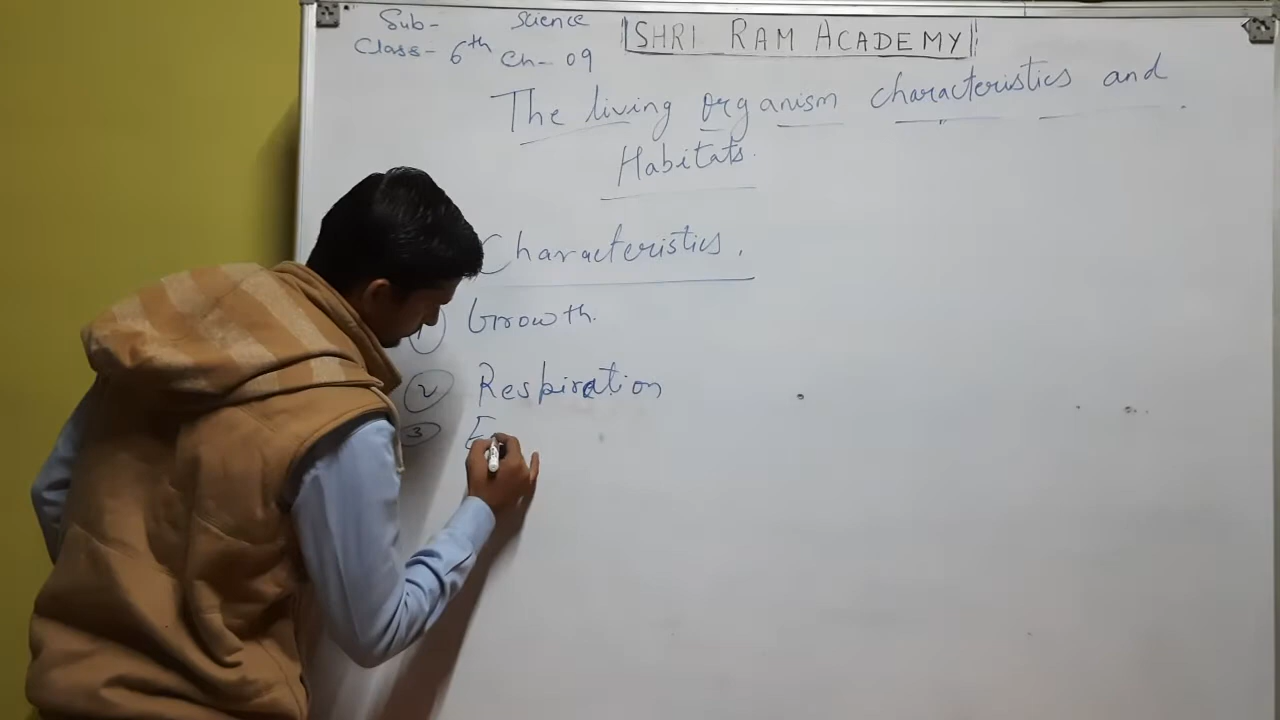 Sub- Science
Class- 6th Ch- 09
SHRI RAM ACADEMY
The living organism characteristics and
Habitats.
Characteristics.
1 Growth.
2 Respiration
3 E